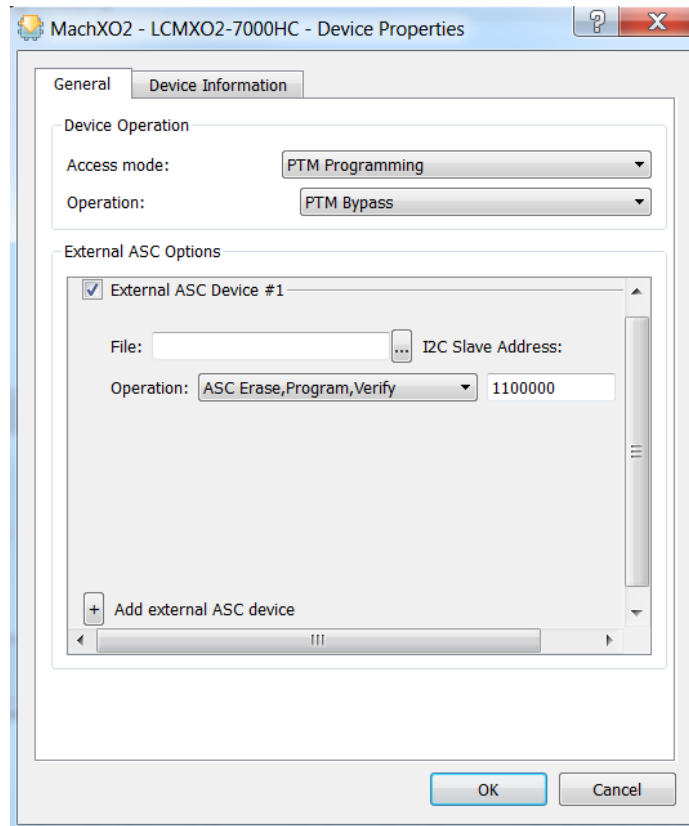 MachXO2 - LCMXO2-7000HC - Device Properties
?
X
General
Device Information
Device Operation
Access mode: PTM Programming
Operation: PTM Bypass
External ASC Options
External ASC Device #1
File: ... I2C Slave Address:
Operation: ASC Erase,Program,Verify 1100000
+ Add external ASC device
OK
Cancel